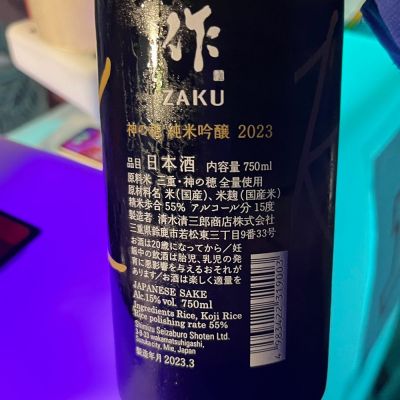 作
ZAKU
神の穂 純米吟醸 2023
品目 日本酒 内容量 750ml
原料米 三重・神の穂 全量使用
原材料名 米(国産)、米麹(国産米)
精米歩合 55% アルコール分 15度
製造者 清水清三郎商店株式会社
三重県鈴鹿市若松東三丁目9番33号
お酒は20歳になってから／妊
娠中の飲酒は胎児、乳児の発
育に悪影響を与えるおそれが
あります／お酒は楽しく適量を
JAPANESE SAKE
Alc.15% vol. 750ml
Ingredients Rice, Koji Rice
Rice polishing rate 55%
Shimizu Seizaburo Shoten Ltd.
3-9-33 wakamatsuhigashi,
Suzuka city, Mie, Japan
製造年月 2023.3